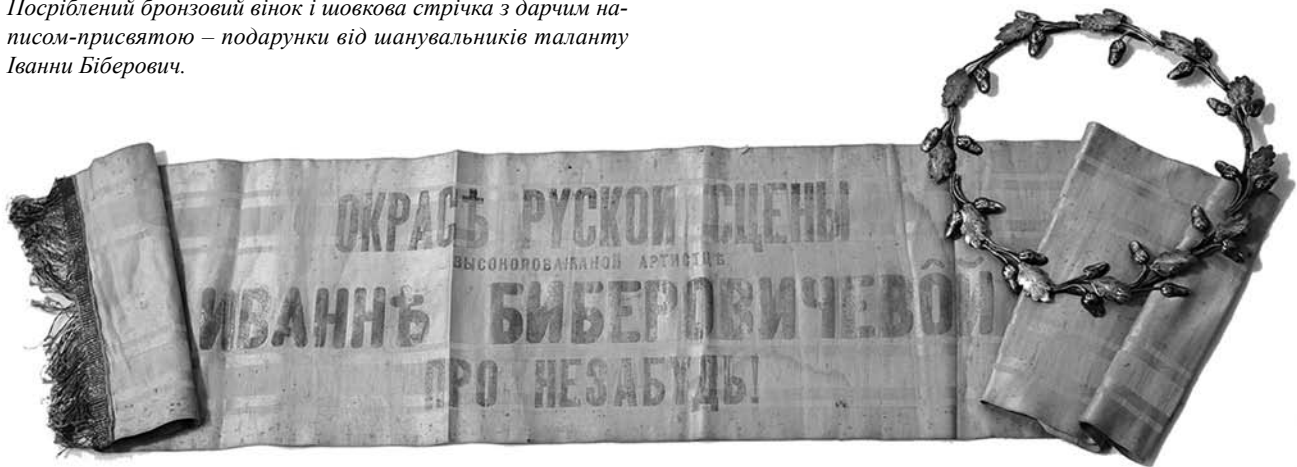 Посріблений бронзовий вінок і шовкова стрічка з дарчим на-
писом-присвятою – подарунки від шанувальників таланту
Іванни Біберович.
ОКРАСѢ РУСКОИ СЦЕНЫ
ВЫСОКОПОВАЖАНОЙ АРТИСТЦѢ
ИВАННѢ БИБЕРОВИЧЕВО̂Й
ПРО НЕЗАБУДЬ!